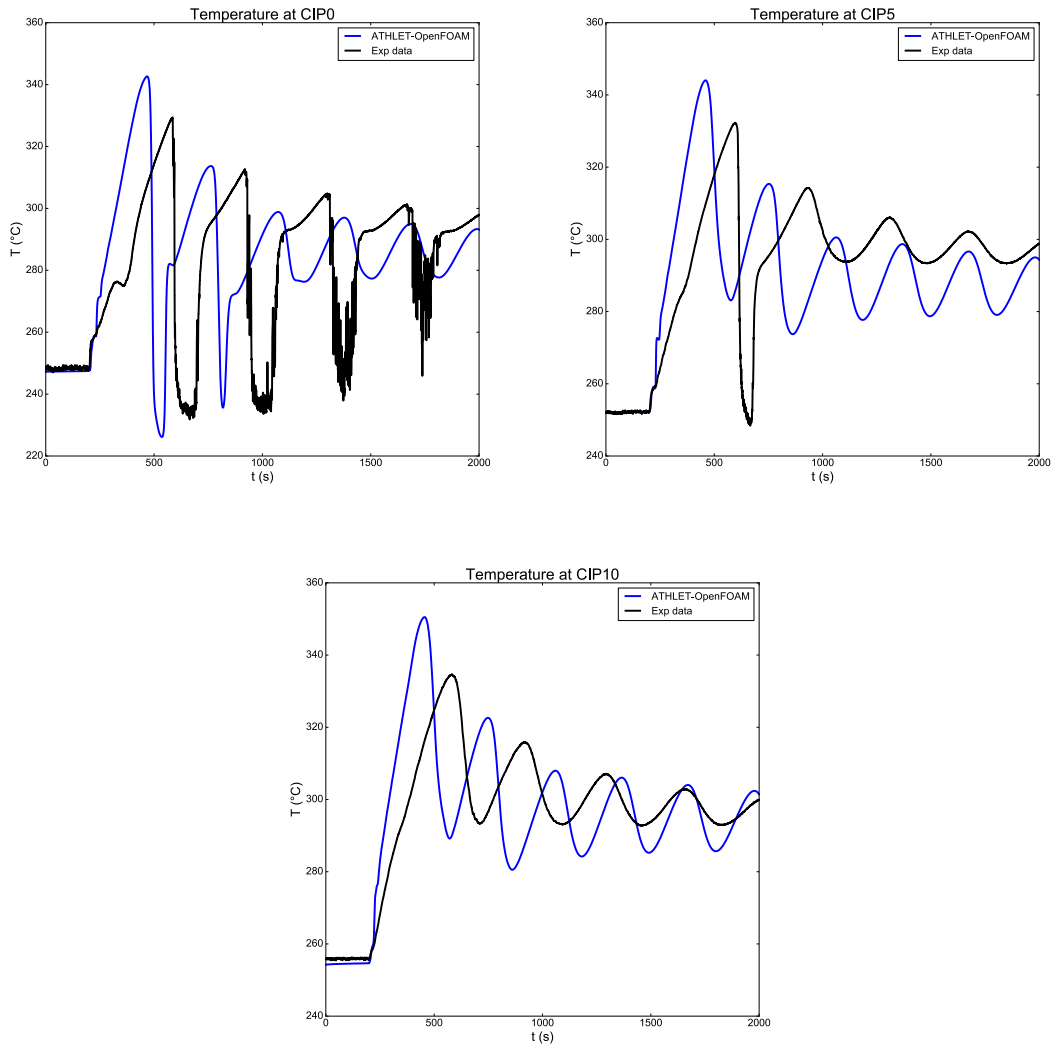 Temperature at CIP0
360
340
320
300
280
260
240
220
T (°C)
0
500
1000
1500
2000
t (s)
ATHLET-OpenFOAM
Exp data
Temperature at CIP5
360
340
320
300
280
260
240
T (°C)
0
500
1000
1500
2000
t (s)
ATHLET-OpenFOAM
Exp data
Temperature at CIP10
360
340
320
300
280
260
240
T (°C)
0
500
1000
1500
2000
t (s)
ATHLET-OpenFOAM
Exp data